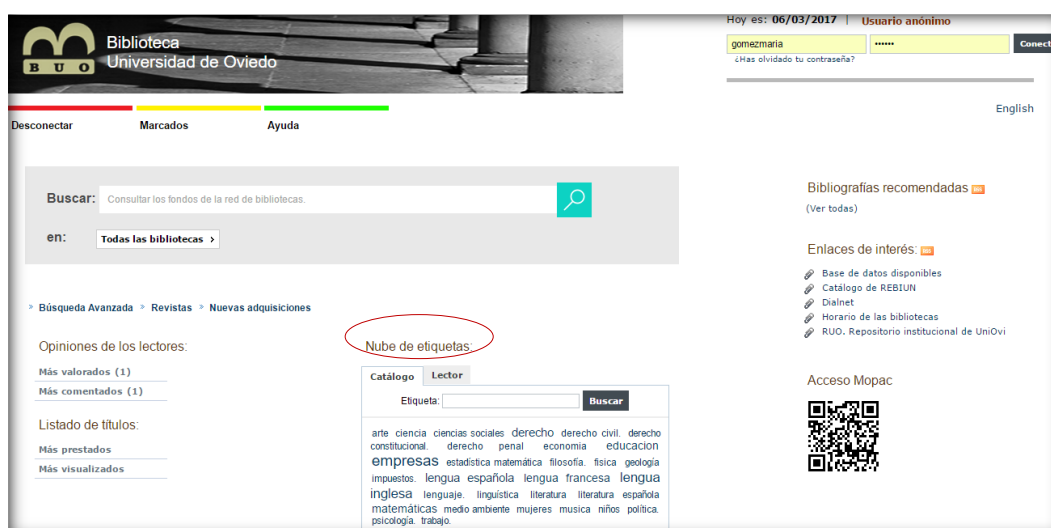 Hoy es: 06/03/2017 | Usuario anónimo
BUO
Biblioteca
Universidad de Oviedo
gomezmaria
•••••• 
Conect
¿Has olvidado tu contraseña?
English
Desconectar Marcados Ayuda
Buscar: Consultar los fondos de la red de bibliotecas.
en: Todas las bibliotecas ›
» Búsqueda Avanzada » Revistas » Nuevas adquisiciones
Opiniones de los lectores:
Más valorados (1)
Más comentados (1)
Listado de títulos:
Más prestados
Más visualizados
Nube de etiquetas:
Catálogo Lector
Etiqueta: Buscar
arte ciencia ciencias sociales derecho derecho civil. derecho
constitucional. derecho penal economia educacion
empresas estadística matemática filosofía. fisica geología
impuestos. lengua española lengua francesa lengua
inglesa lenguaje. linguística literatura literatura española
matemáticas medio ambiente mujeres musica niños política.
psicología. trabajo.
Bibliografías recomendadas
(Ver todas)
Enlaces de interés:
Base de datos disponibles
Catálogo de REBIUN
Dialnet
Horario de las bibliotecas
RUO. Repositorio institucional de UniOvi
Acceso Mopac